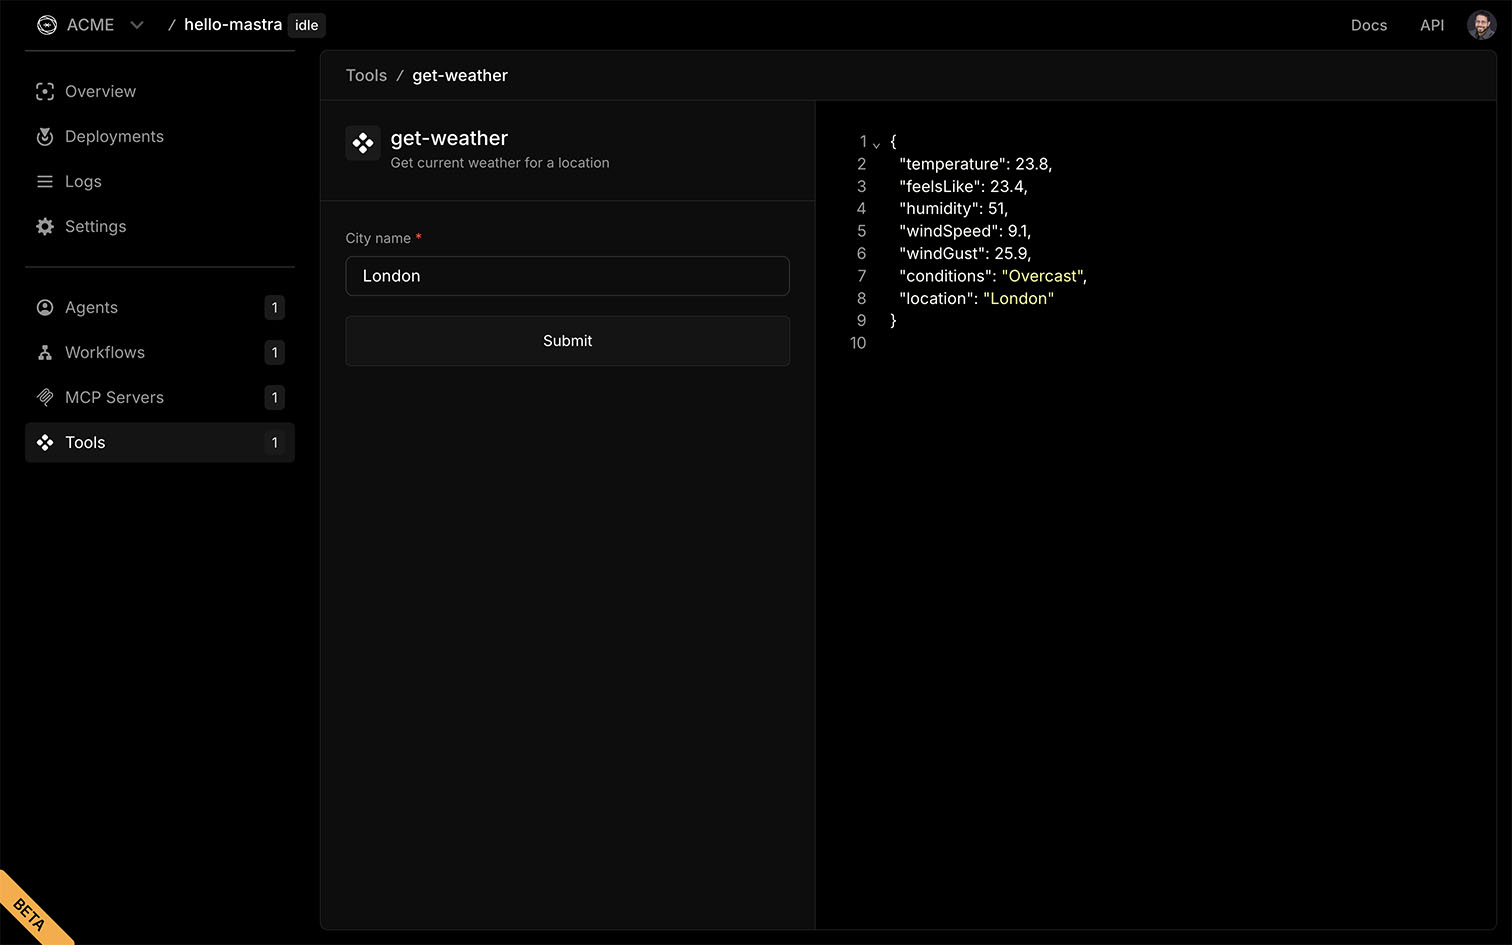 ACME / hello-mastra idle
Docs API
Overview
Deployments
Logs
Settings
Agents 1
Workflows 1
MCP Servers 1
Tools 1
Tools / get-weather
get-weather
Get current weather for a location
City name *
London
Submit
1 {
2 "temperature": 23.8,
3 "feelsLike": 23.4,
4 "humidity": 51,
5 "windSpeed": 9.1,
6 "windGust": 25.9,
7 "conditions": "Overcast",
8 "location": "London"
9 }
10
BETA